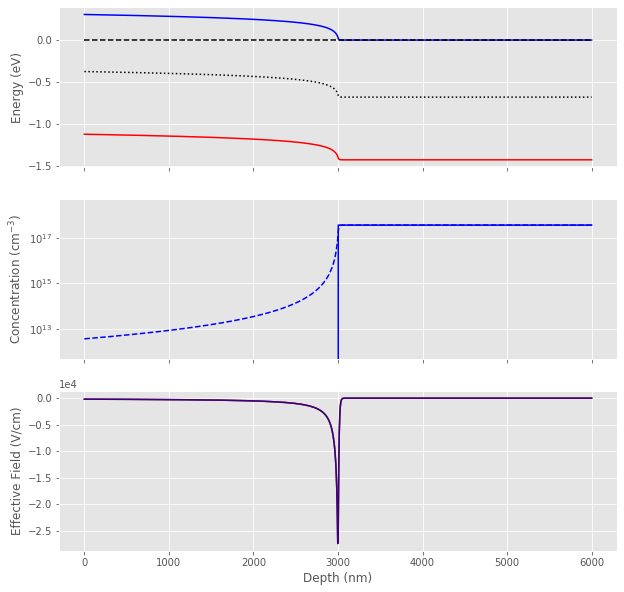 0.0
−0.5
−1.0
−1.5
Energy (eV)
10^17
10^15
10^13
Concentration (cm^−3)
1e4
0.0
−0.5
−1.0
−1.5
−2.0
−2.5
Effective Field (V/cm)
0 1000 2000 3000 4000 5000 6000
Depth (nm)